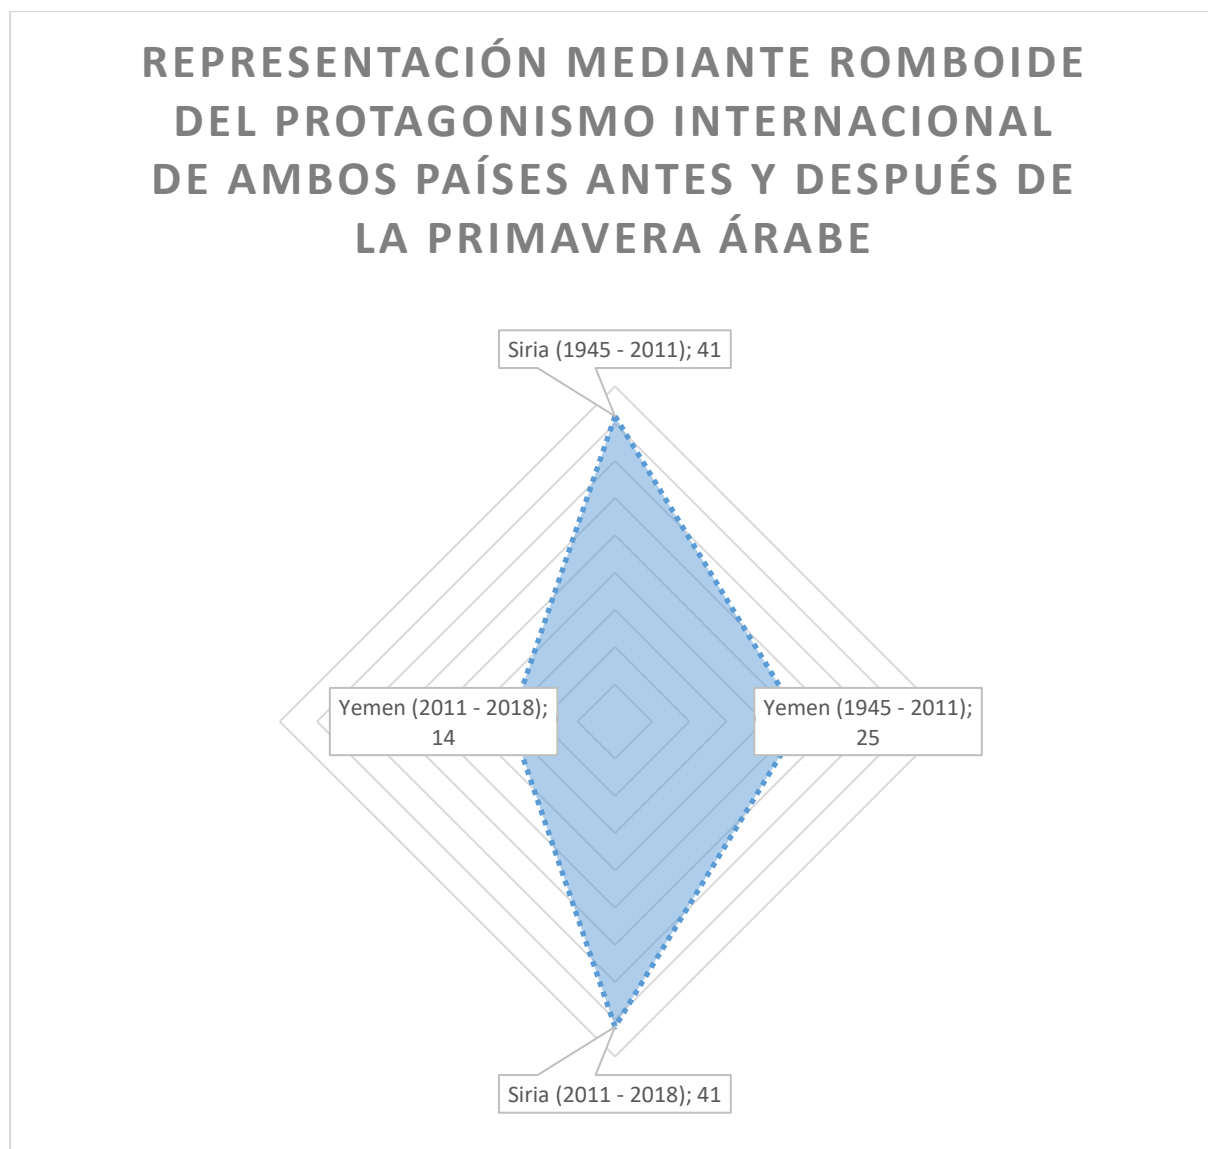 REPRESENTACIÓN MEDIANTE ROMBOIDE
DEL PROTAGONISMO INTERNACIONAL
DE AMBOS PAÍSES ANTES Y DESPUÉS DE
LA PRIMAVERA ÁRABE
Siria (1945 - 2011); 41
Yemen (2011 - 2018);
14
Yemen (1945 - 2011);
25
Siria (2011 - 2018); 41